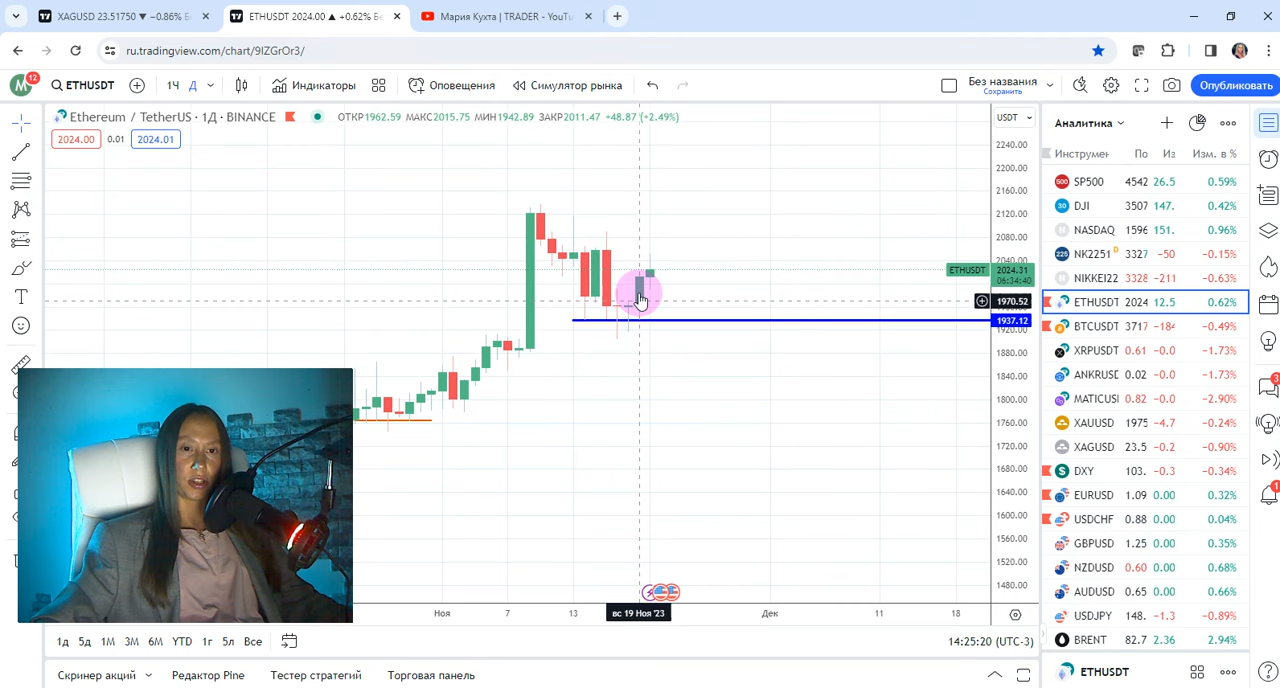 XAGUSD 23.51750 ▼ −0.86% Бе
ETHUSDT 2024.00 ▲ +0.62% Бе
Мария Кухта | TRADER - YouTu
ru.tradingview.com/chart/9IZGrOr3/
M 12
ETHUSDT
1Ч Д
Индикаторы
Оповещения
Симулятор рынка
Без названия
Сохранить
Опубликовать
Ethereum / TetherUS · 1Д · BINANCE
ОТКР1962.59 МАКС2015.75 МИН1942.89 ЗАКР2011.47 +48.87 (+2.49%)
2024.00 0.01 2024.01
USDT
2240.00
2200.00
2160.00
2120.00
2080.00
2040.00
ETHUSDT 2024.31
06:34:40
1970.52
1937.12
1920.00
1880.00
1840.00
1800.00
1760.00
1720.00
1680.00
1640.00
1600.00
1560.00
1520.00
1480.00
Ноя 7 13 вс 19 Ноя '23 Дек 11 18
1д 5д 1М 3М 6М YTD 1г 5л Все
14:25:20 (UTC-3)
Скринер акций
Редактор Pine
Тестер страте
Торговая панель
Аналитика
Инструмен По Из Изм. в %
SP500 4542 26.5 0.59%
DJI 3507 147. 0.42%
NASDAQ 1596 151. 0.96%
NK2251 D 3327 −50 −0.15%
NIKKEI22 3328 −211 −0.63%
ETHUSDT 2024 12.5 0.62%
BTCUSDT 3717 −184 −0.49%
XRPUSDT 0.61 −0.0 −1.73%
ANKRUSD 0.02 −0.0 −1.73%
MATICUSI 0.82 −0.0 −2.90%
XAUUSD 1975 −4.7 −0.24%
XAGUSD 23.5 −0.2 −0.90%
DXY 103. −0.3 −0.34%
EURUSD 1.09 0.00 0.32%
USDCHF 0.88 0.00 0.04%
GBPUSD 1.25 0.00 0.35%
NZDUSD 0.60 0.00 0.68%
AUDUSD 0.65 0.00 0.66%
USDJPY 148. −1.3 −0.89%
BRENT 82.7 2.36 2.94%
ETHUSDT